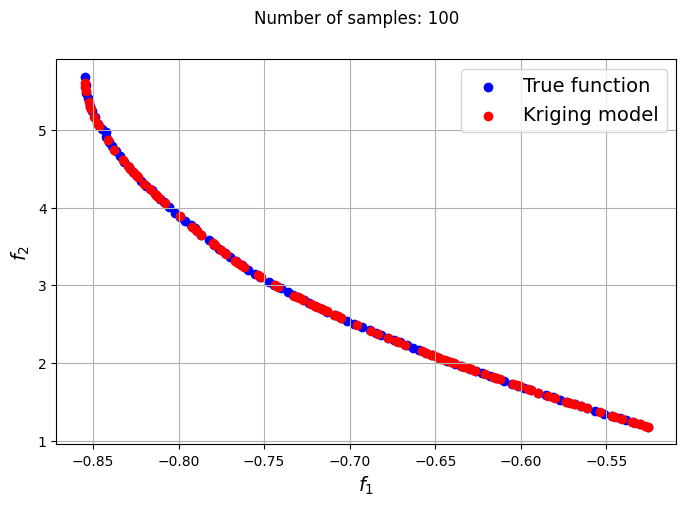 Number of samples: 100
True function
Kriging model
f₂
5
4
3
2
1
−0.85 −0.80 −0.75 −0.70 −0.65 −0.60 −0.55
f₁